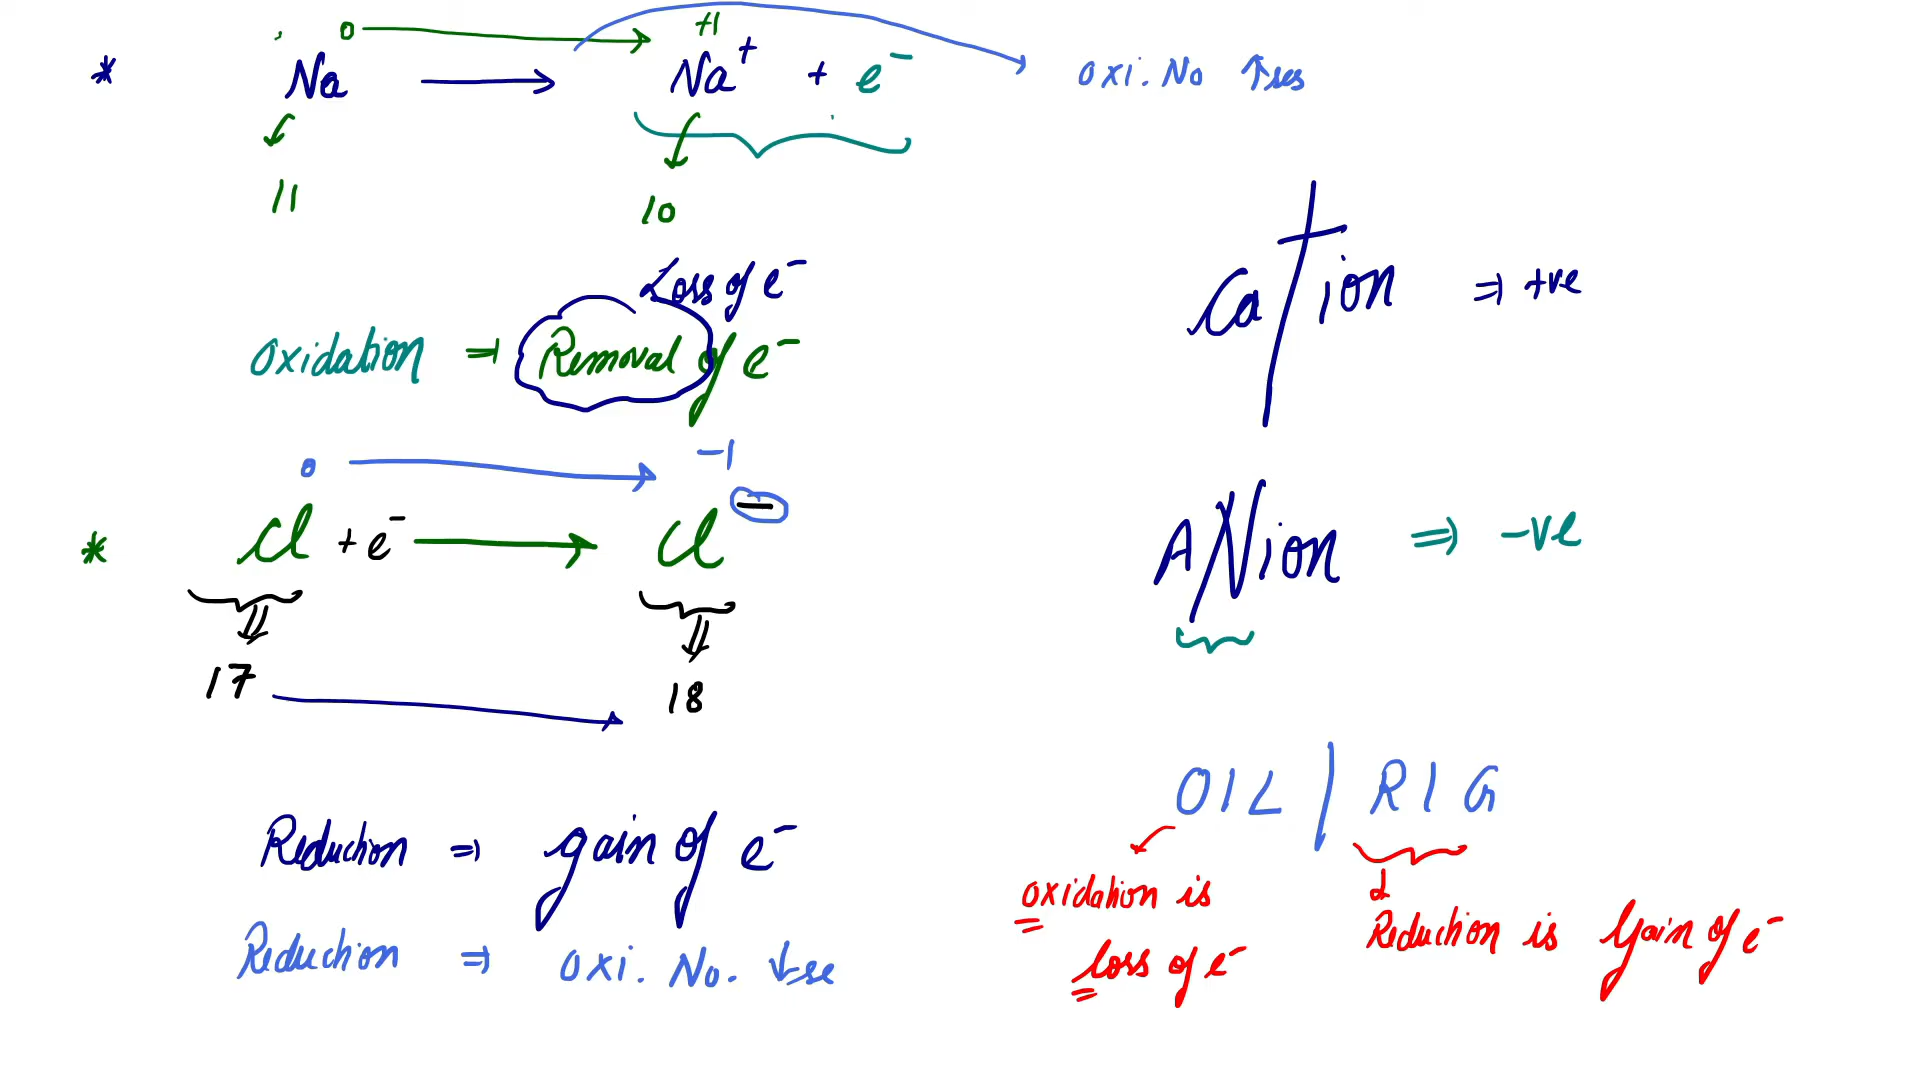 0 → +1
* Na → Na⁺ + e⁻ oxi. No ↑ses
11 10
Loss of e⁻
Oxidation ⇒ Removal of e⁻
Cation ⇒ +ve
0 → -1
* Cl + e⁻ → Cl⁻
ANion ⇒ -ve
17 → 18
OIL | RIG
Reduction ⇒ gain of e⁻
oxidation is
loss of e⁻
Reduction is Gain of e⁻
Reduction ⇒ oxi. No. ↓se